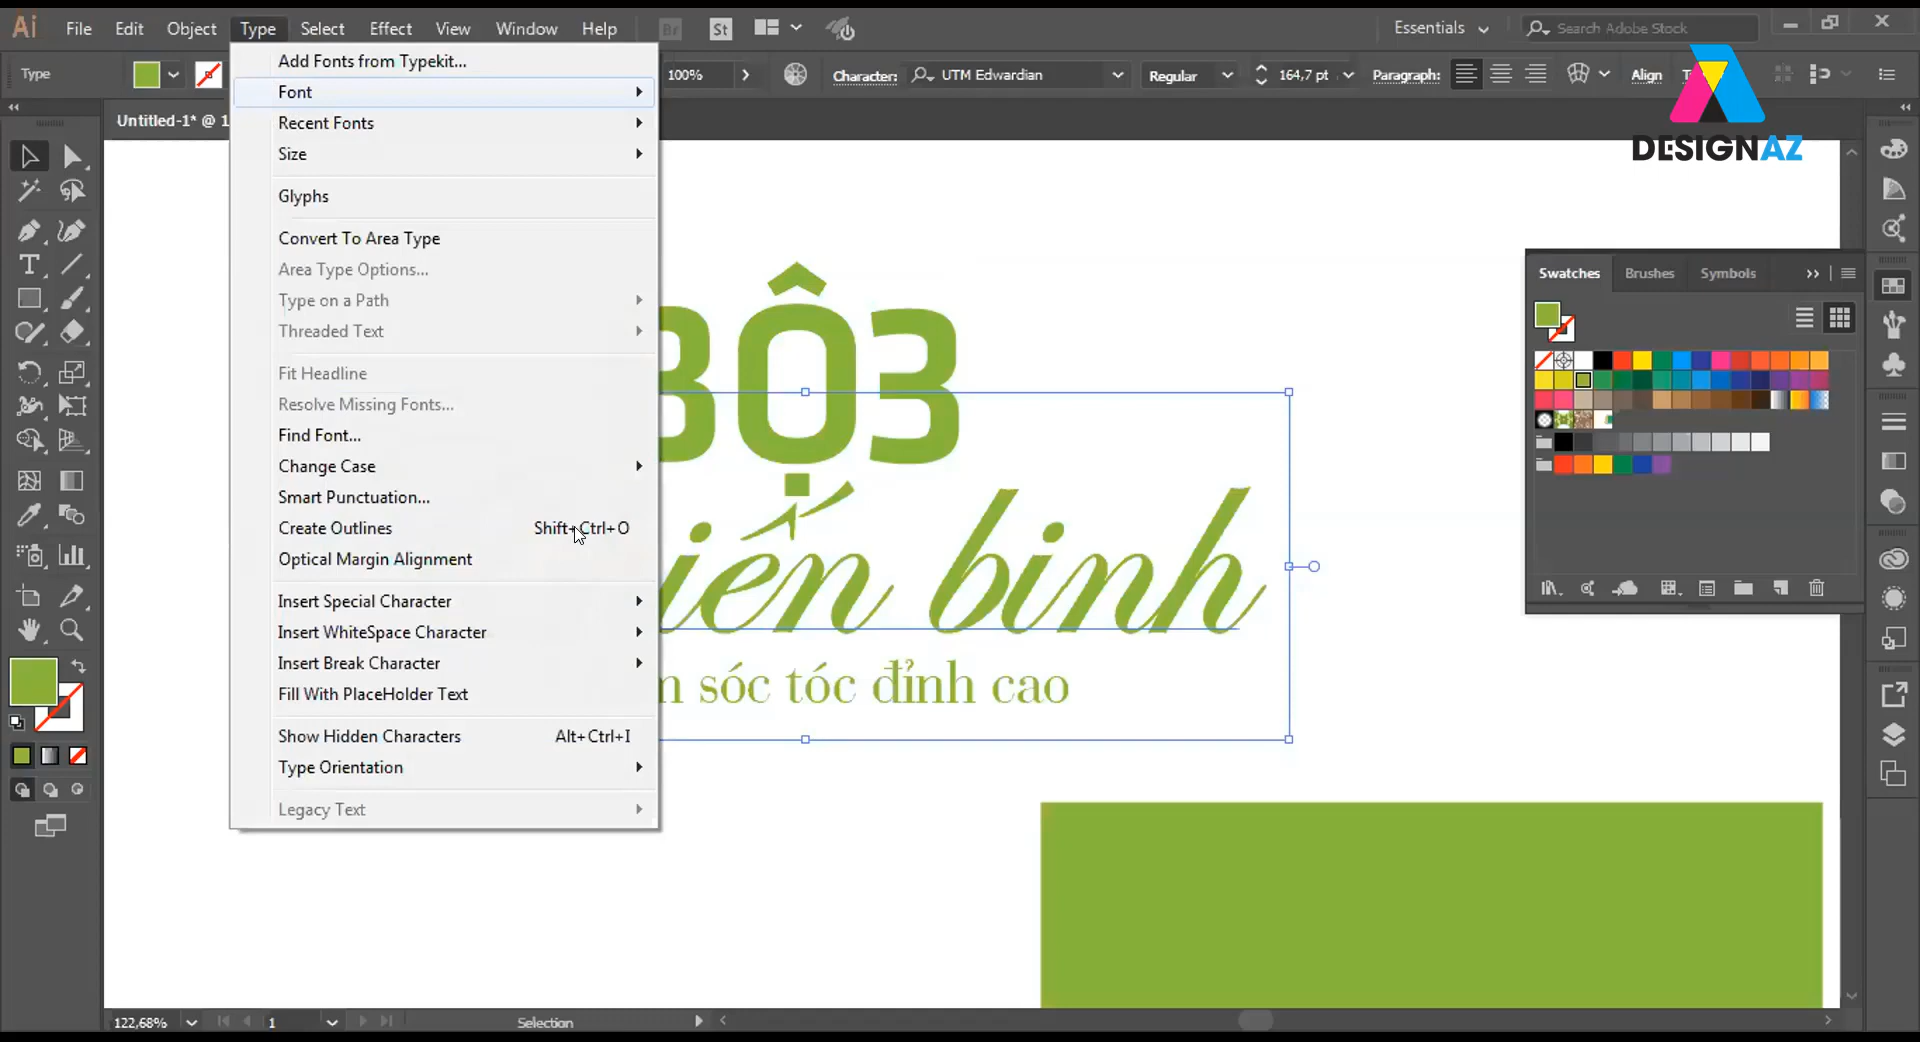 Ai File Edit Object Type Select Effect View Window Help Br St Essentials Search Adobe Stock
Type 100% Character: UTM Edwardian Regular 164,7 pt Paragraph: Align
DESIGNAZ
Untitled-1* @ 1
Add Fonts from Typekit...
Font
Recent Fonts
Size
Glyphs
Convert To Area Type
Area Type Options...
Type on a Path
Threaded Text
Fit Headline
Resolve Missing Fonts...
Find Font...
Change Case
Smart Punctuation...
Create Outlines Shift+Ctrl+O
Optical Margin Alignment
Insert Special Character
Insert WhiteSpace Character
Insert Break Character
Fill With PlaceHolder Text
Show Hidden Characters Alt+Ctrl+I
Type Orientation
Legacy Text
BỘ3
iến binh
m sóc tóc đỉnh cao
Swatches Brushes Symbols
122,68% 1 Selection